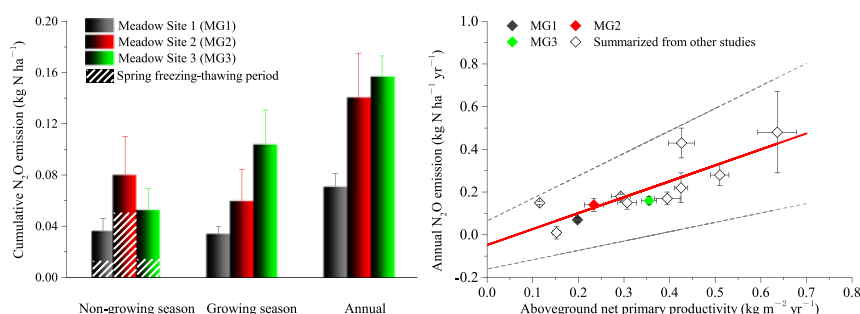 Meadow Site 1 (MG1)
Meadow Site 2 (MG2)
Meadow Site 3 (MG3)
Spring freezing-thawing period
Cumulative N₂O emission (kg N ha⁻¹)
0.20
0.16
0.12
0.08
0.04
0.00
Non-growing season Growing season Annual
MG1 MG2
MG3 Summarized from other studies
Annual N₂O emission (kg N ha⁻¹ yr⁻¹)
1.0
0.8
0.6
0.4
0.2
0.0
-0.2
0.0 0.1 0.2 0.3 0.4 0.5 0.6 0.7 0.8
Aboveground net primary productivity (kg m⁻² yr⁻¹)